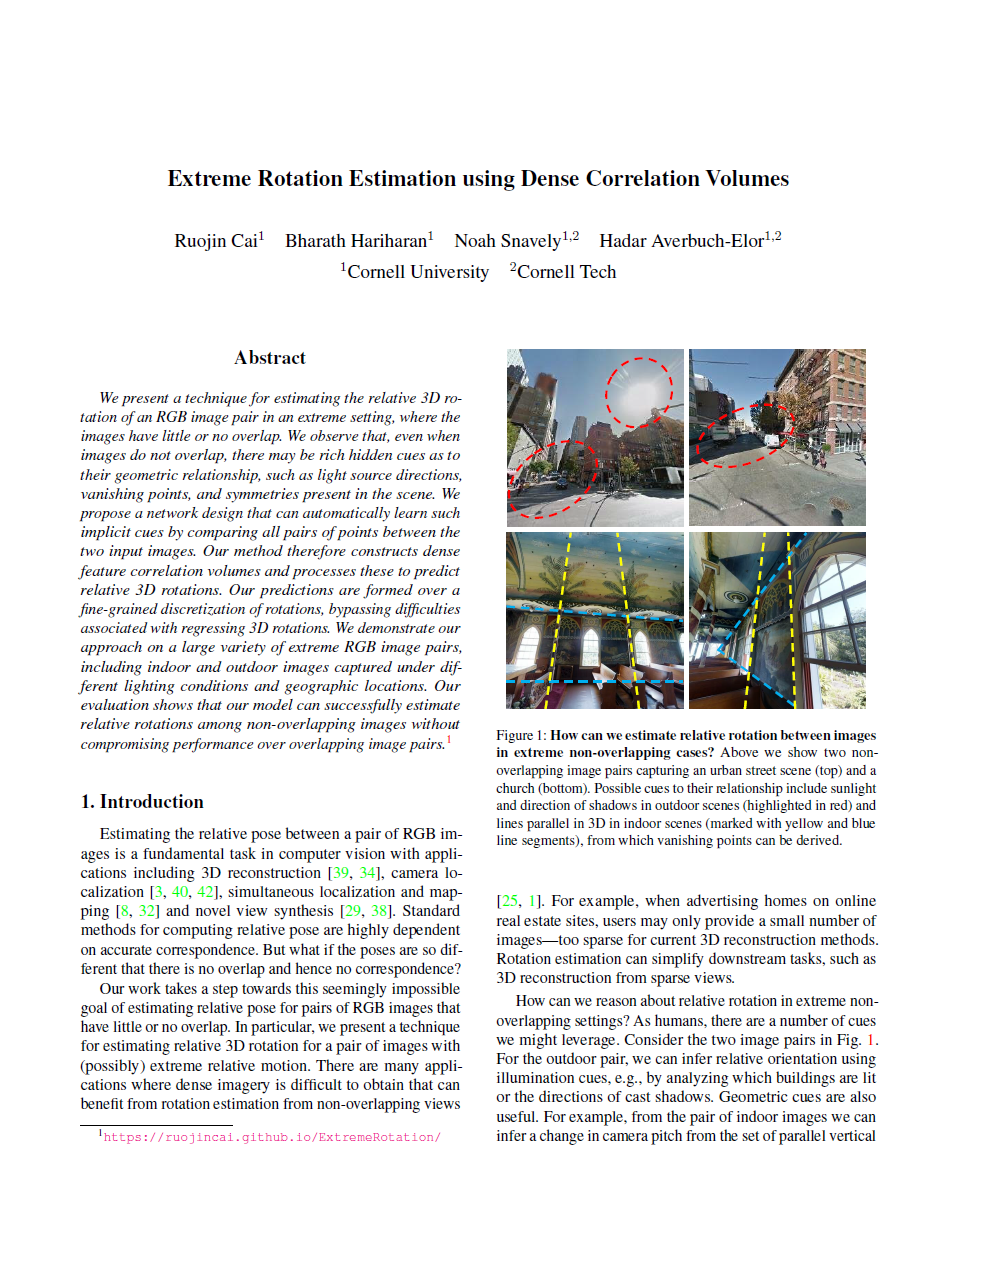 Extreme Rotation Estimation using Dense Correlation Volumes
Ruojin Cai1 Bharath Hariharan1 Noah Snavely1,2 Hadar Averbuch-Elor1,2
1Cornell University 2Cornell Tech
Abstract
We present a technique for estimating the relative 3D ro-
tation of an RGB image pair in an extreme setting, where the
images have little or no overlap. We observe that, even when
images do not overlap, there may be rich hidden cues as to
their geometric relationship, such as light source directions,
vanishing points, and symmetries present in the scene. We
propose a network design that can automatically learn such
implicit cues by comparing all pairs of points between the
two input images. Our method therefore constructs dense
feature correlation volumes and processes these to predict
relative 3D rotations. Our predictions are formed over a
fine-grained discretization of rotations, bypassing difficulties
associated with regressing 3D rotations. We demonstrate our
approach on a large variety of extreme RGB image pairs,
including indoor and outdoor images captured under dif-
ferent lighting conditions and geographic locations. Our
evaluation shows that our model can successfully estimate
relative rotations among non-overlapping images without
compromising performance over overlapping image pairs.1
1. Introduction
Estimating the relative pose between a pair of RGB im-
ages is a fundamental task in computer vision with appli-
cations including 3D reconstruction [39, 34], camera lo-
calization [3, 40, 42], simultaneous localization and map-
ping [8, 32] and novel view synthesis [29, 38]. Standard
methods for computing relative pose are highly dependent
on accurate correspondence. But what if the poses are so dif-
ferent that there is no overlap and hence no correspondence?
Our work takes a step towards this seemingly impossible
goal of estimating relative pose for pairs of RGB images that
have little or no overlap. In particular, we present a technique
for estimating relative 3D rotation for a pair of images with
(possibly) extreme relative motion. There are many appli-
cations where dense imagery is difficult to obtain that can
benefit from rotation estimation from non-overlapping views
1https://ruojincai.github.io/ExtremeRotation/
Figure 1: How can we estimate relative rotation between images
in extreme non-overlapping cases? Above we show two non-
overlapping image pairs capturing an urban street scene (top) and a
church (bottom). Possible cues to their relationship include sunlight
and direction of shadows in outdoor scenes (highlighted in red) and
lines parallel in 3D in indoor scenes (marked with yellow and blue
line segments), from which vanishing points can be derived.
[25, 1]. For example, when advertising homes on online
real estate sites, users may only provide a small number of
images—too sparse for current 3D reconstruction methods.
Rotation estimation can simplify downstream tasks, such as
3D reconstruction from sparse views.
How can we reason about relative rotation in extreme non-
overlapping settings? As humans, there are a number of cues
we might leverage. Consider the two image pairs in Fig. 1.
For the outdoor pair, we can infer relative orientation using
illumination cues, e.g., by analyzing which buildings are lit
or the directions of cast shadows. Geometric cues are also
useful. For example, from the pair of indoor images we can
infer a change in camera pitch from the set of parallel vertical